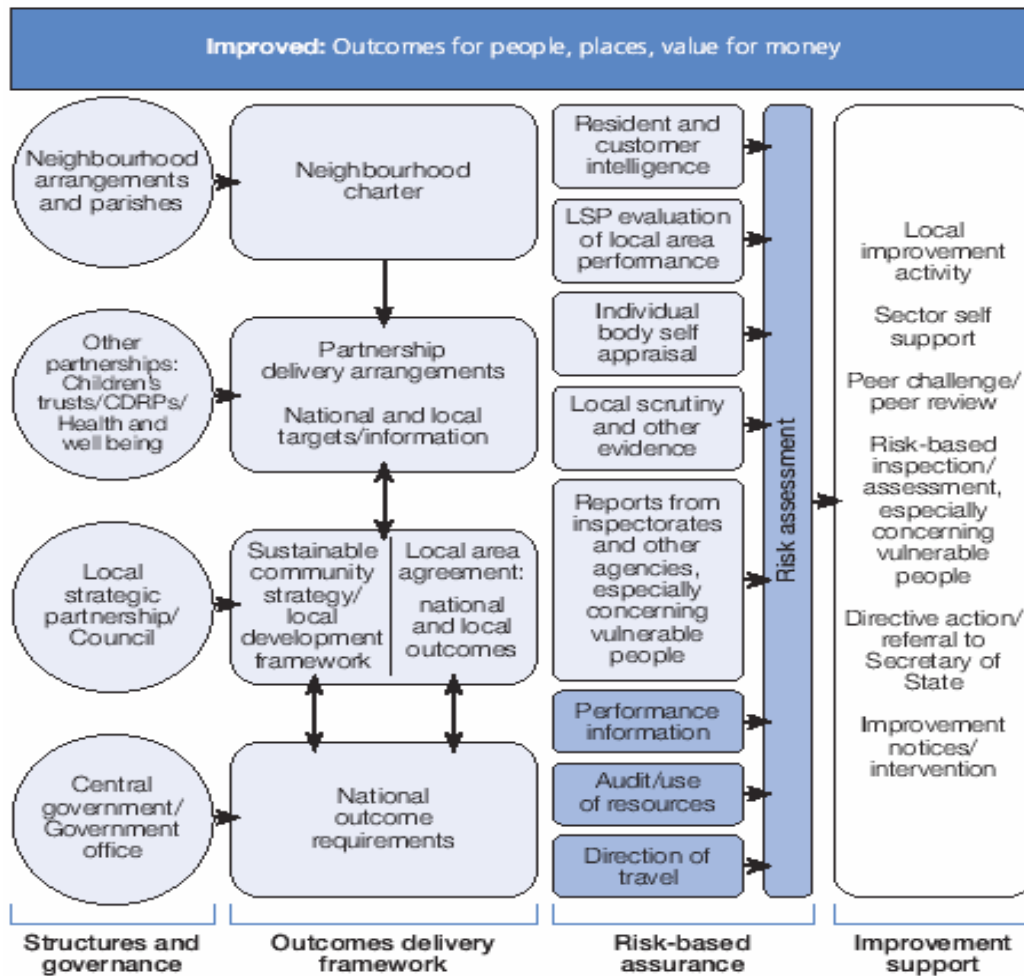 Improved: Outcomes for people, places, value for money
Neighbourhood
arrangements
and parishes
Neighbourhood
charter
Other
partnerships:
Children's
trusts/CDRPs/
Health and
well being
Partnership
delivery arrangements
National and local
targets/information
Local
strategic
partnership/
Council
Sustainable
community
strategy/
local
development
framework
Local area
agreement:
national
and local
outcomes
Central
government/
Government
office
National
outcome
requirements
Resident and
customer
intelligence
LSP evaluation
of local area
performance
Individual
body self
appraisal
Local scrutiny
and other
evidence
Reports from
inspectorates
and other
agencies,
especially
concerning
vulnerable
people
Performance
information
Audit/use
of resources
Direction of
travel
Risk assessment
Local
improvement
activity
Sector self
support
Peer challenge/
peer review
Risk-based
inspection/
assessment,
especially
concerning
vulnerable
people
Directive action/
referral to
Secretary of
State
Improvement
notices/
intervention
Structures and
governance
Outcomes delivery
framework
Risk-based
assurance
Improvement
support